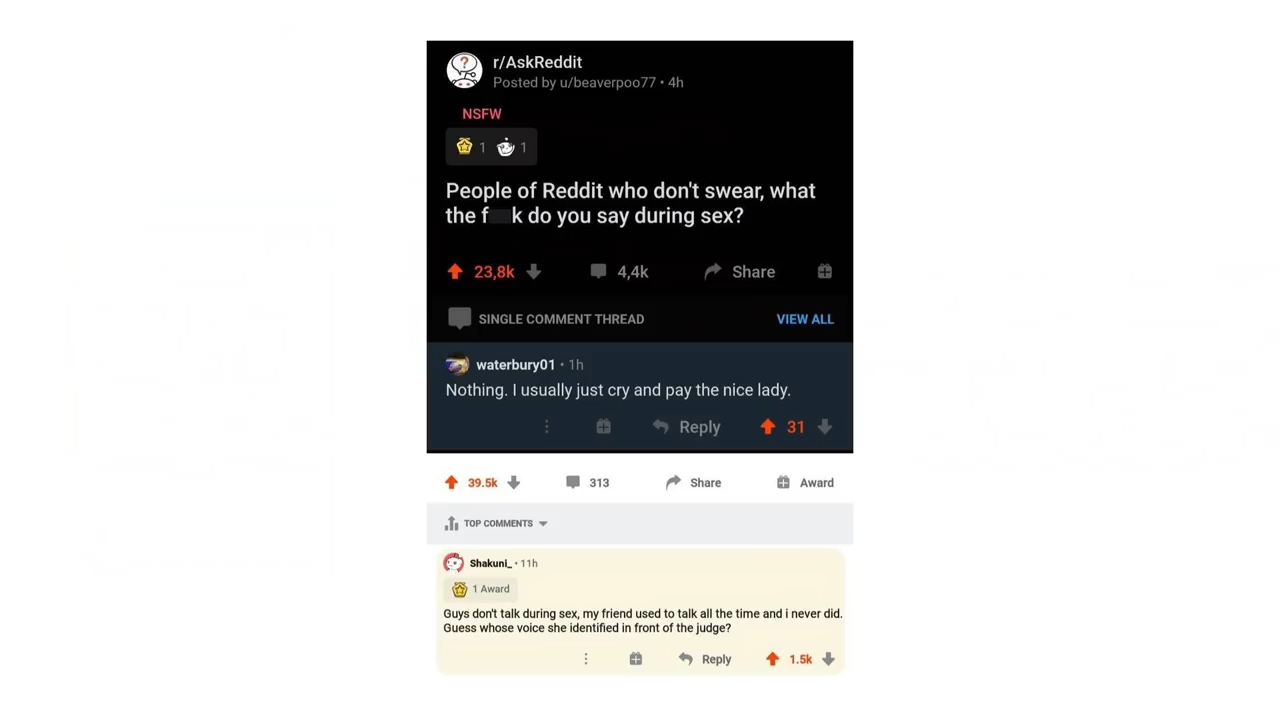 r/AskReddit
Posted by u/beaverpoo77 • 4h
NSFW
1 1
People of Reddit who don't swear, what
the f k do you say during sex?
23,8k 4,4k Share
SINGLE COMMENT THREAD VIEW ALL
waterbury01 • 1h
Nothing. I usually just cry and pay the nice lady.
Reply 31
39.5k 313 Share Award
TOP COMMENTS
Shakuni_ • 11h
1 Award
Guys don't talk during sex, my friend used to talk all the time and i never did.
Guess whose voice she identified in front of the judge?
Reply 1.5k